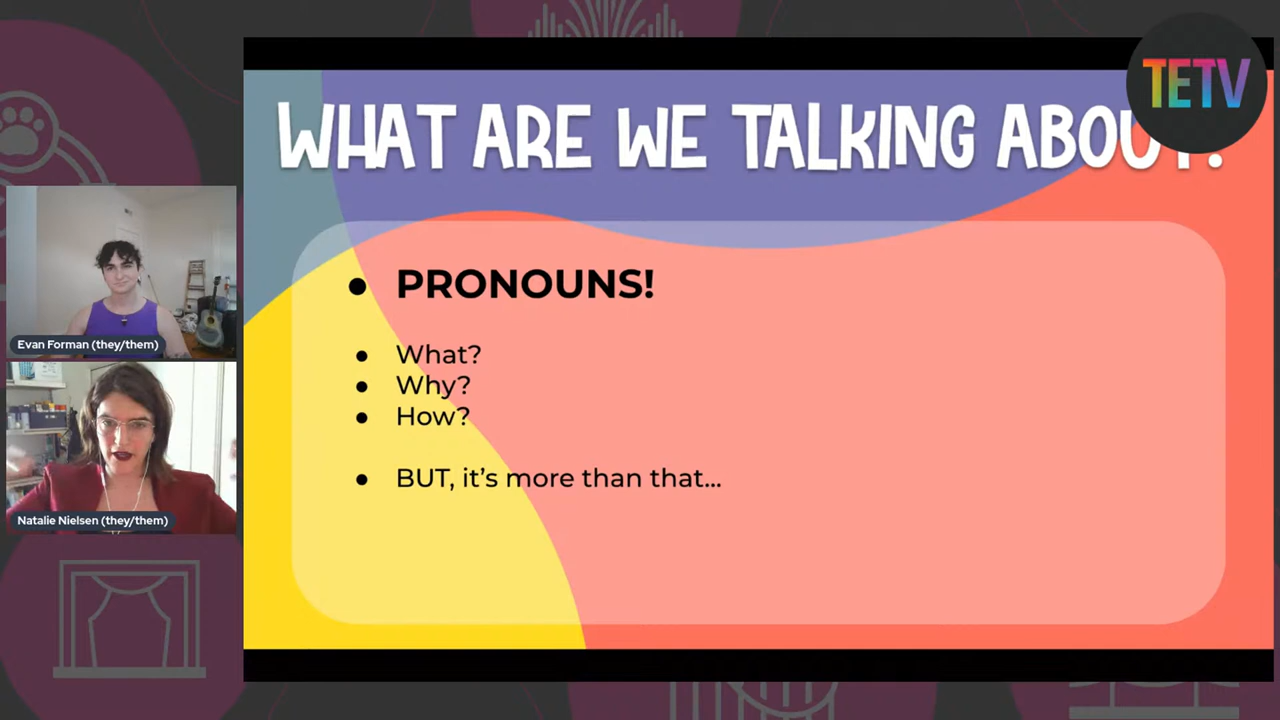 TETV
WHAT ARE WE TALKING ABOUT?
PRONOUNS!
What?
Why?
How?
BUT, it's more than that...
Evan Forman (they/them)
Natalie Nielsen (they/them)